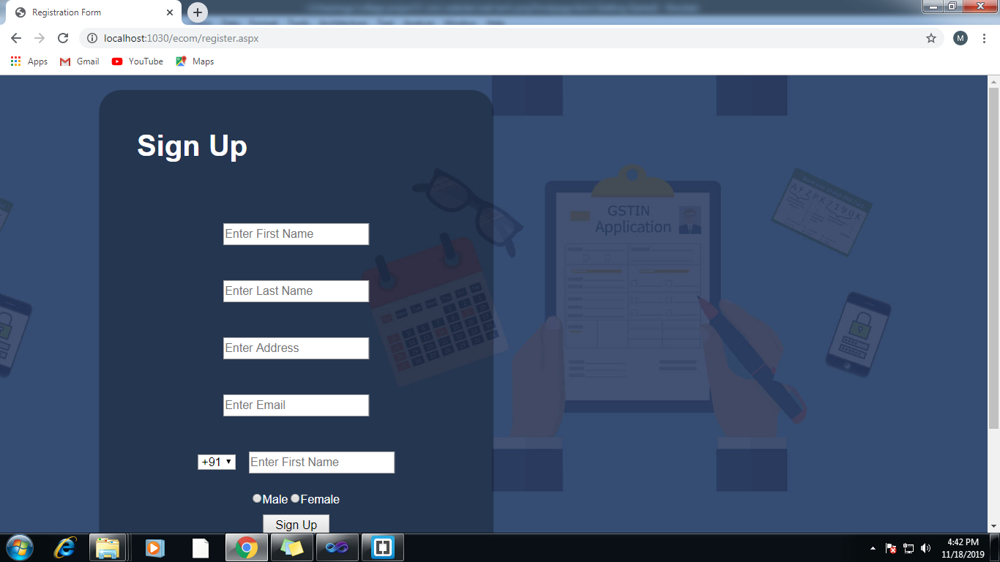 Registration Form
localhost:1030/ecom/register.aspx
M
Apps Gmail YouTube Maps
Sign Up
GSTIN
Application
AYZPK7190K
Enter First Name
Enter Last Name
Enter Address
Enter Email
+91 Enter First Name
Male Female
Sign Up
4:42 PM
11/18/2019